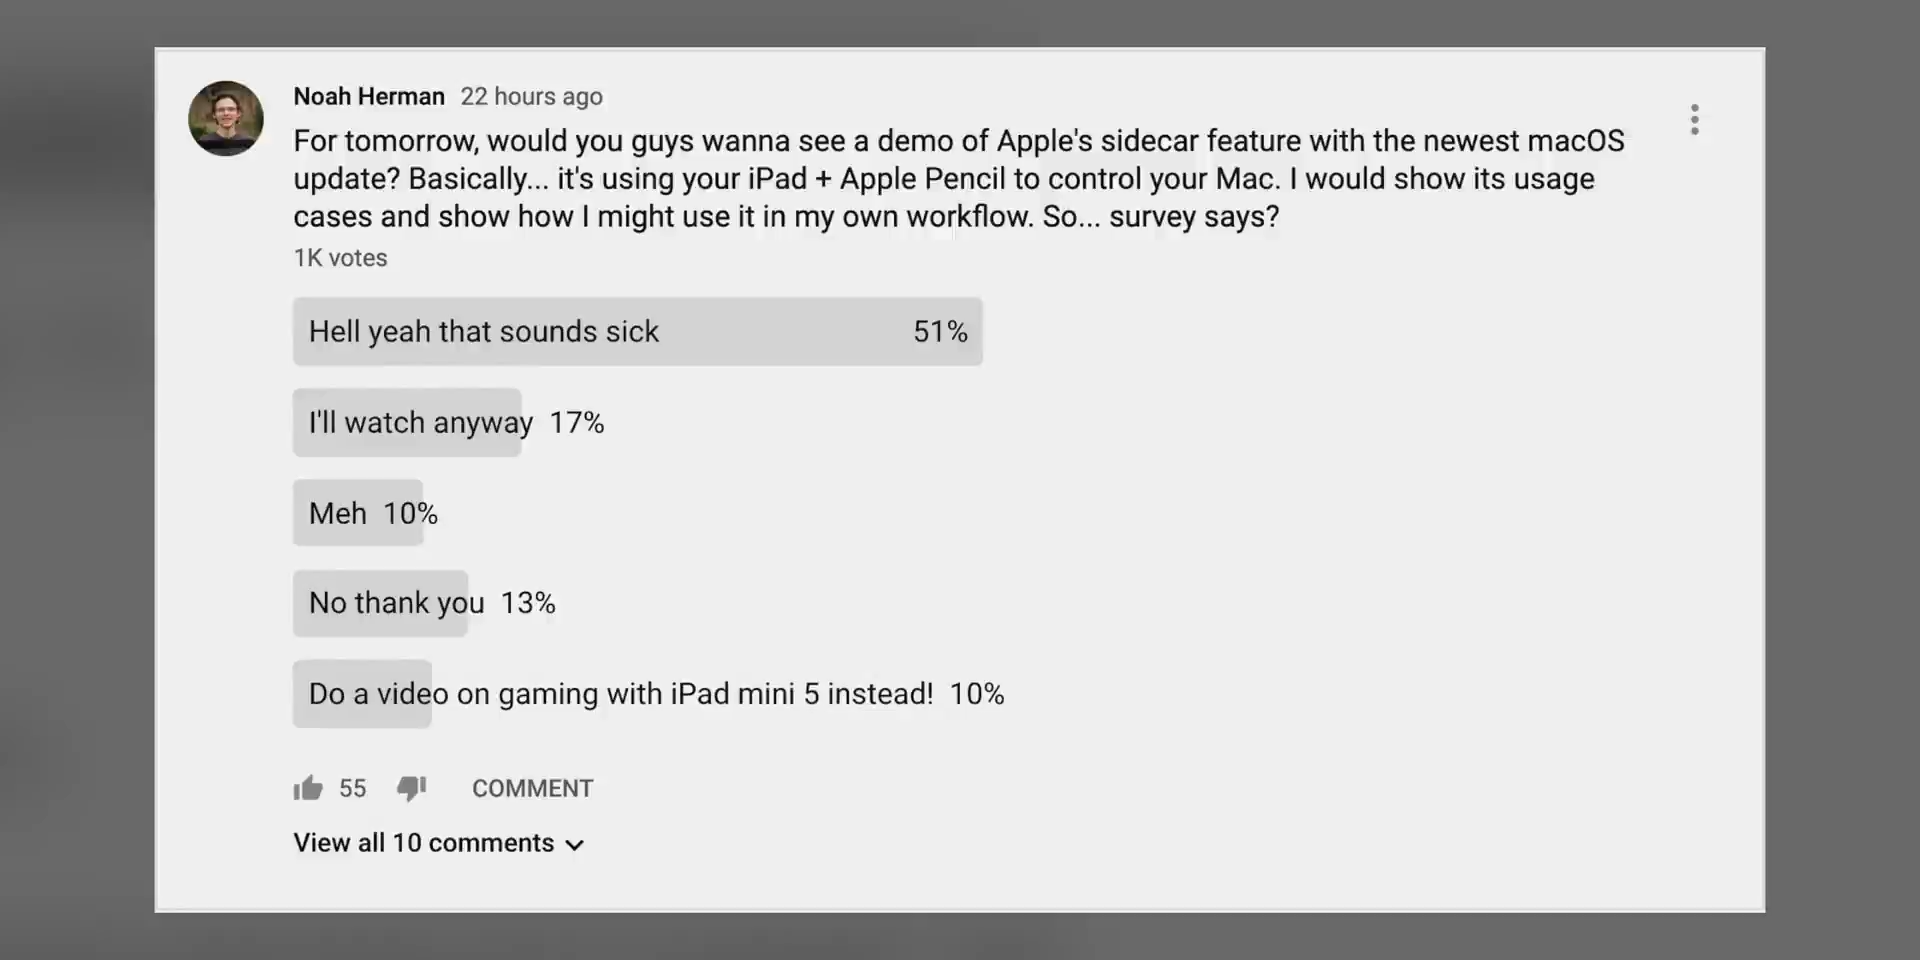 Noah Herman 22 hours ago
For tomorrow, would you guys wanna see a demo of Apple's sidecar feature with the newest macOS
update? Basically... it's using your iPad + Apple Pencil to control your Mac. I would show its usage
cases and show how I might use it in my own workflow. So... survey says?
1K votes
Hell yeah that sounds sick 51%
I'll watch anyway 17%
Meh 10%
No thank you 13%
Do a video on gaming with iPad mini 5 instead! 10%
55 COMMENT
View all 10 comments